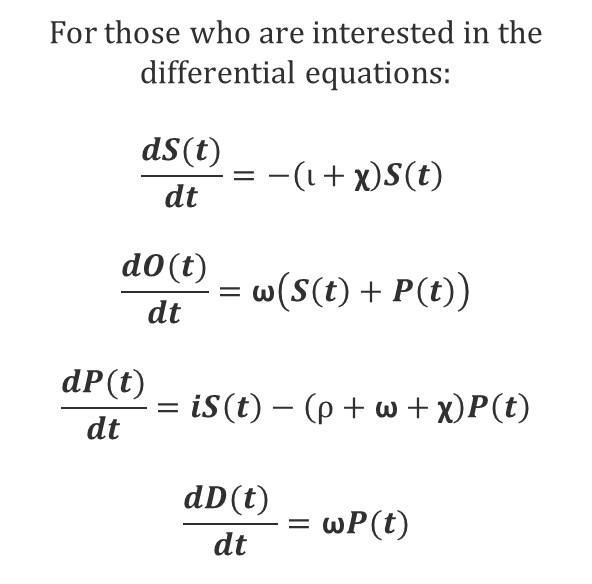 For those who are interested in the
differential equations:
dS(t)/dt = −(ι + χ)S(t)
dO(t)/dt = ω(S(t) + P(t))
dP(t)/dt = iS(t) − (ρ + ω + χ)P(t)
dD(t)/dt = ωP(t)